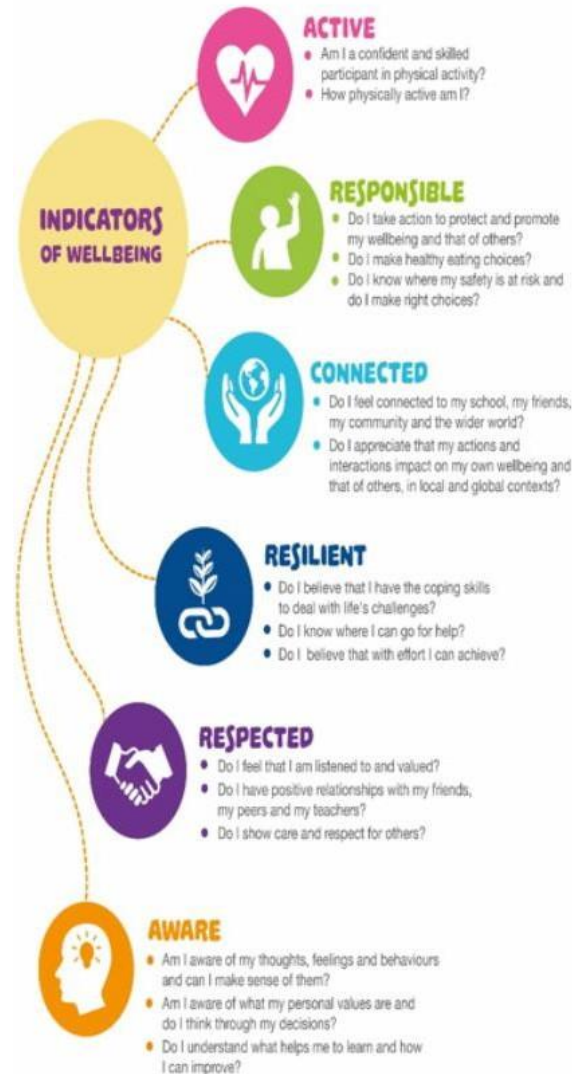 ACTIVE
• Am I a confident and skilled
participant in physical activity?
• How physically active am I?
INDICATORS
OF WELLBEING
RESPONSIBLE
• Do I take action to protect and promote
my wellbeing and that of others?
• Do I make healthy eating choices?
• Do I know where my safety is at risk and
do I make right choices?
CONNECTED
• Do I feel connected to my school, my friends,
my community and the wider world?
• Do I appreciate that my actions and
interactions impact on my own wellbeing and
that of others, in local and global contexts?
RESILIENT
• Do I believe that I have the coping skills
to deal with life's challenges?
• Do I know where I can go for help?
• Do I believe that with effort I can achieve?
RESPECTED
• Do I feel that I am listened to and valued?
• Do I have positive relationships with my friends,
my peers and my teachers?
• Do I show care and respect for others?
AWARE
• Am I aware of my thoughts, feelings and behaviours
and can I make sense of them?
• Am I aware of what my personal values are and
do I think through my decisions?
• Do I understand what helps me to learn and how
I can improve?